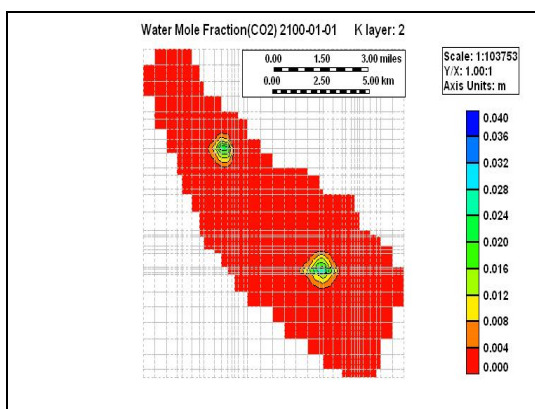 Water Mole Fraction(CO2) 2100-01-01 K layer: 2
0.00 1.50 3.00 miles
0.00 2.50 5.00 km
Scale: 1:103753
Y/X: 1.00:1
Axis Units: m
0.040
0.036
0.032
0.028
0.024
0.020
0.016
0.012
0.008
0.004
0.000